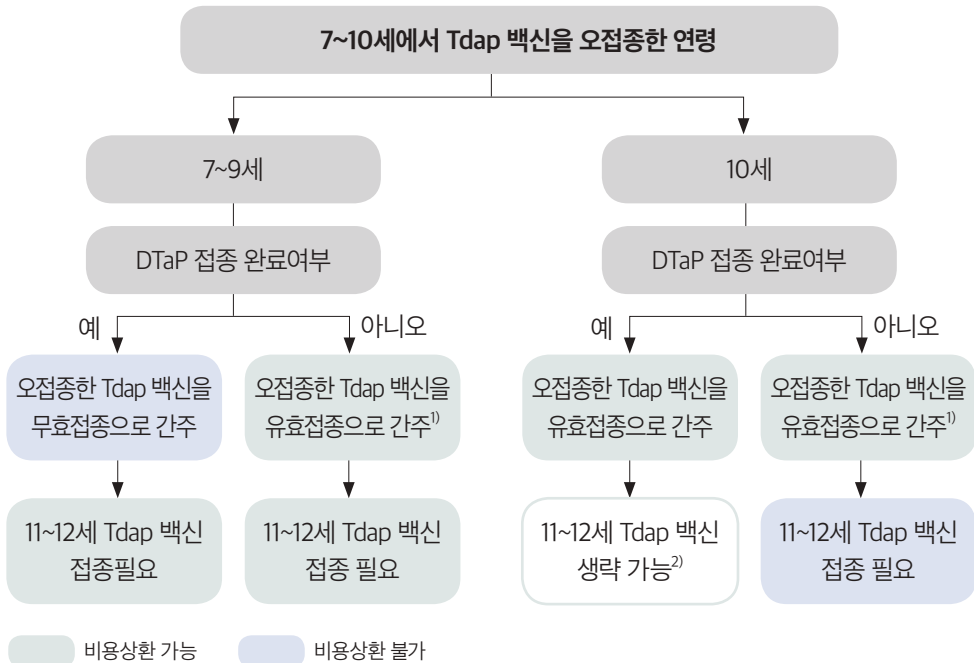 7~10세에서 Tdap 백신을 오접종한 연령
7~9세
10세
DTaP 접종 완료여부
DTaP 접종 완료여부
예
아니오
예
아니오
오접종한 Tdap 백신을
무효접종으로 간주
오접종한 Tdap 백신을
유효접종으로 간주1)
오접종한 Tdap 백신을
유효접종으로 간주
오접종한 Tdap 백신을
유효접종으로 간주1)
11~12세 Tdap 백신
접종필요
11~12세 Tdap 백신
접종 필요
11~12세 Tdap 백신
생략 가능2)
11~12세 Tdap 백신
접종 필요
비용상환 가능
비용상환 불가